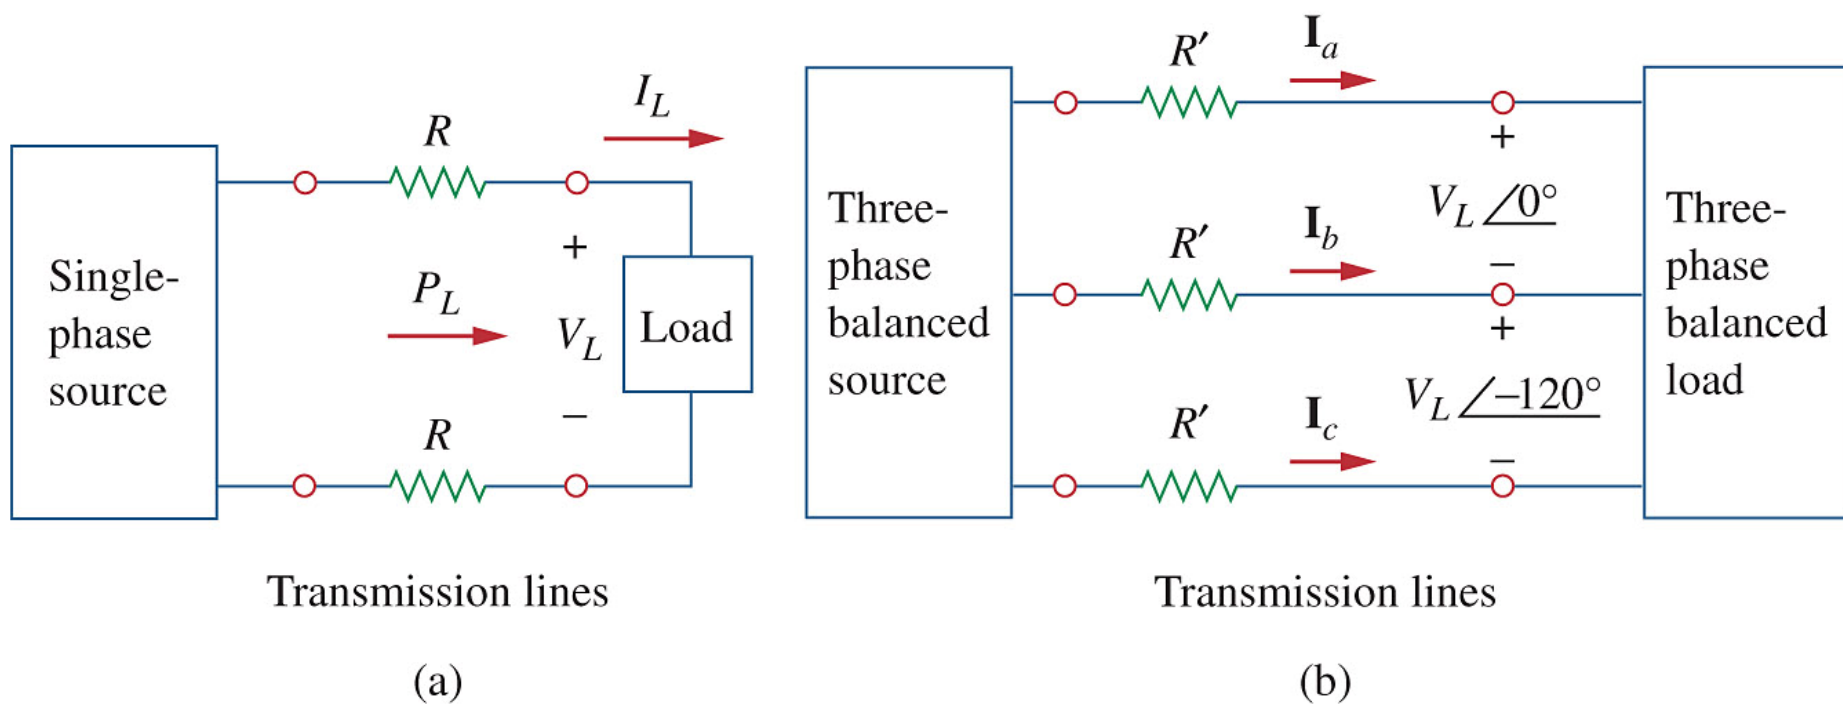 Single-
phase
source
R
I_L
P_L
+
V_L
−
Load
R
Transmission lines
(a)
Three-
phase
balanced
source
R′
I_a
+
V_L ∠0°
−
R′
I_b
+
V_L ∠−120°
−
R′
I_c
Three-
phase
balanced
load
Transmission lines
(b)